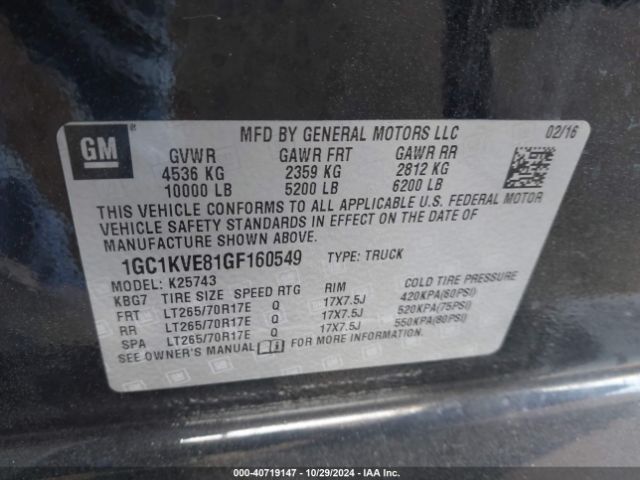 GM
MFD BY GENERAL MOTORS LLC 02/16
GVWR GAWR FRT GAWR RR
4536 KG 2359 KG 2812 KG
10000 LB 5200 LB 6200 LB
THIS VEHICLE CONFORMS TO ALL APPLICABLE U.S. FEDERAL MOTOR
VEHICLE SAFETY STANDARDS IN EFFECT ON THE DATE OF
MANUFACTURE SHOWN ABOVE.
1GC1KVE81GF160549 TYPE: TRUCK
MODEL: K25743
KBG7 TIRE SIZE SPEED RTG RIM COLD TIRE PRESSURE
FRT LT265/70R17E Q 17X7.5J 420KPA(60PSI)
RR LT265/70R17E Q 17X7.5J 520KPA(75PSI)
SPA LT265/70R17E Q 17X7.5J 550KPA(80PSI)
SEE OWNER'S MANUAL FOR MORE INFORMATION.
000-40719147 • 10/29/2024 • IAA Inc.